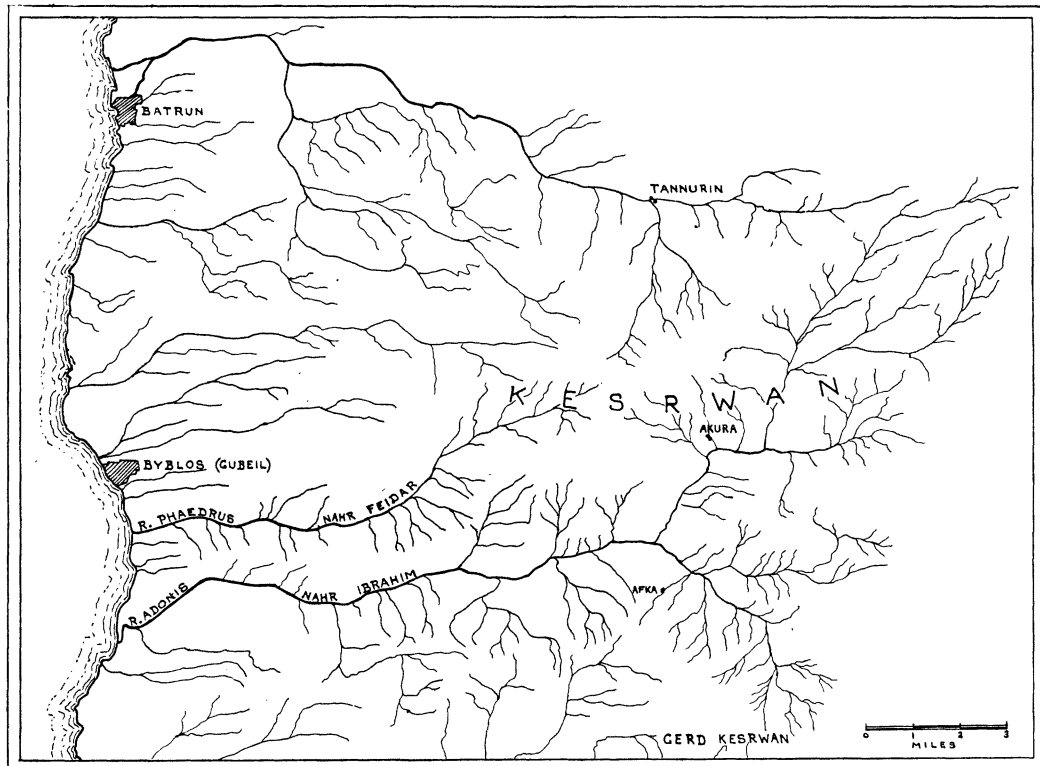 BATRUN
TANNURIN
KESRWAN
AKURA
BYBLOS (GUBEIL)
R. PHAEDRUS
NAHR FEIDAR
R. ADONIS
NAHR IBRAHIM
AFKA
GERD KESRWAN
0 1 2 3
MILES